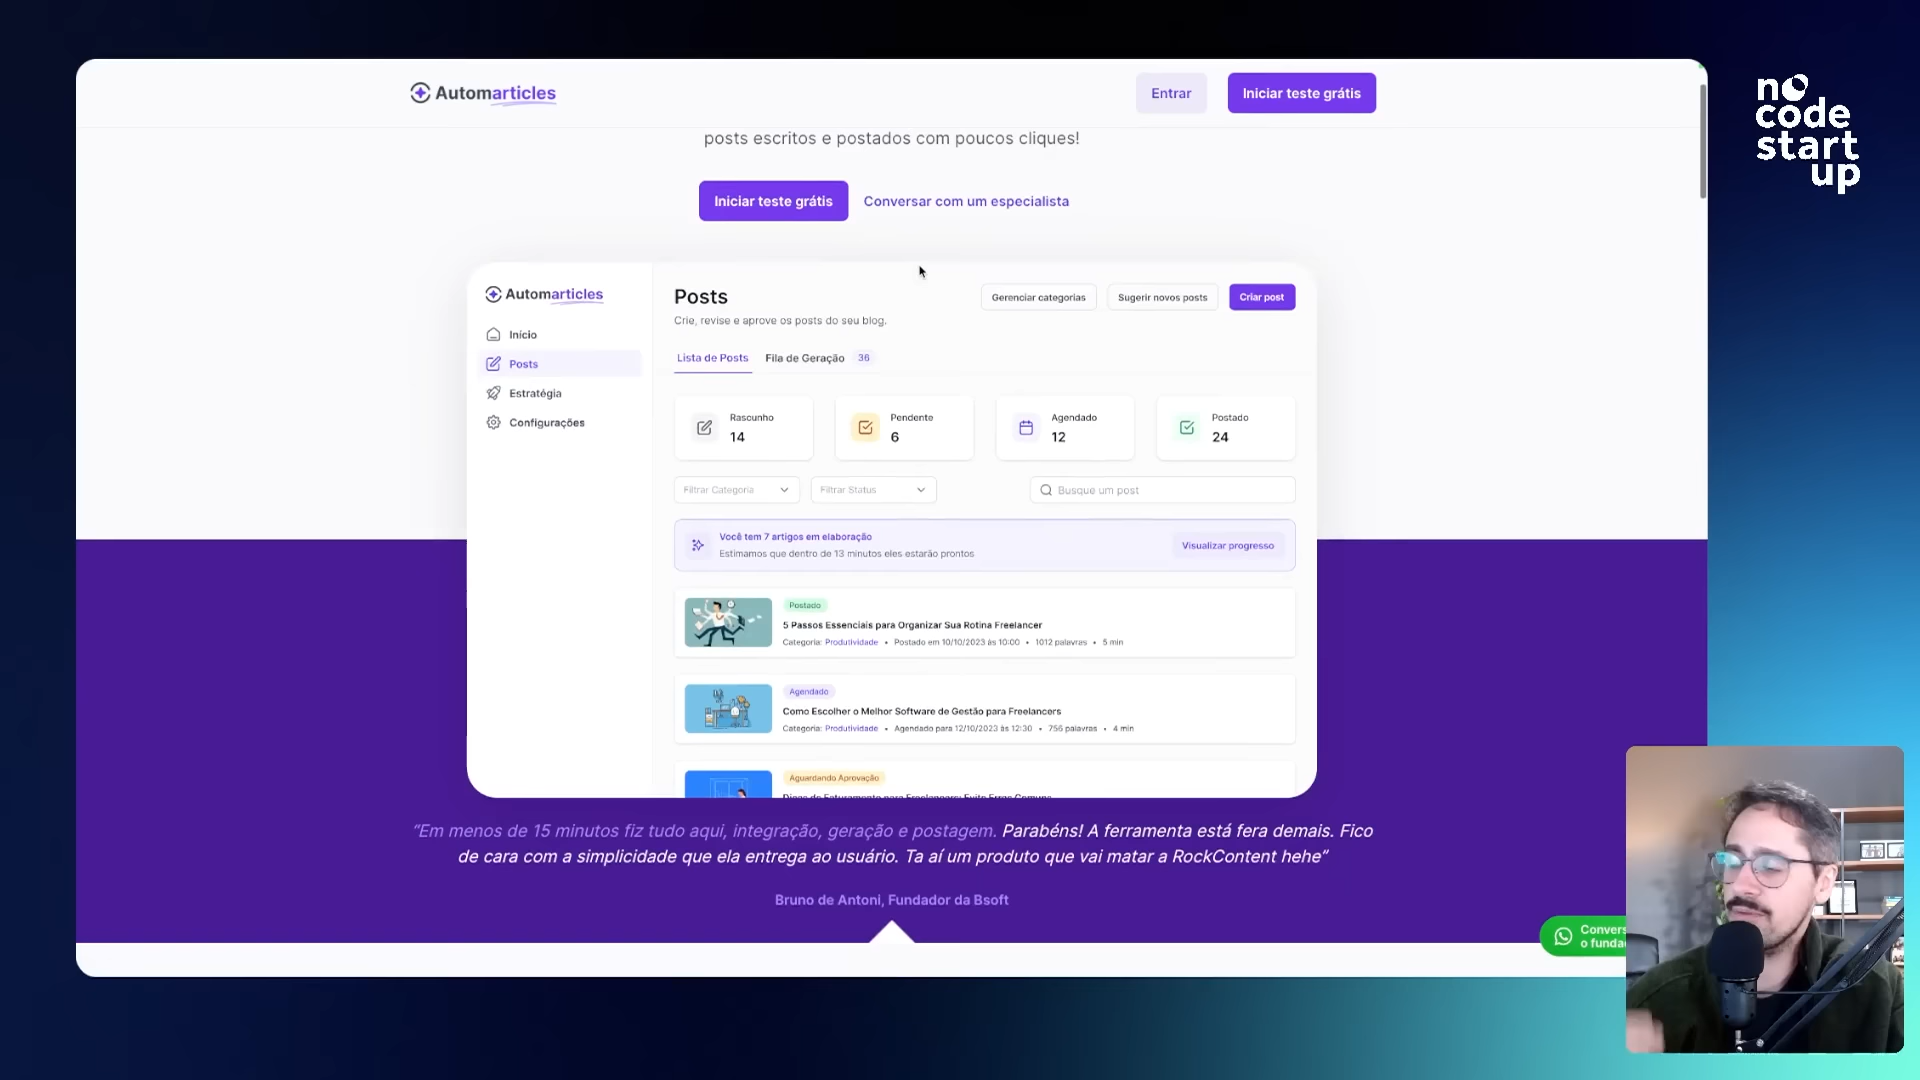 Automarticles
Entrar
Iniciar teste grátis
no
code
start
up
posts escritos e postados com poucos cliques!
Iniciar teste grátis
Conversar com um especialista
Automarticles
Início
Posts
Estratégia
Configurações
Posts
Crie, revise e aprove os posts do seu blog.
Gerenciar categorias
Sugerir novos posts
Criar post
Lista de Posts
Fila de Geração 36
Rascunho
14
Pendente
6
Agendado
12
Postado
24
Filtrar Categoria
Filtrar Status
Busque um post
Você tem 7 artigos em elaboração
Estimamos que dentro de 13 minutos eles estarão prontos
Visualizar progresso
Postado
5 Passos Essenciais para Organizar Sua Rotina Freelancer
Categoria: Produtividade • Postado em 10/10/2023 às 10:00 • 1012 palavras • 5 min
Agendado
Como Escolher o Melhor Software de Gestão para Freelancers
Categoria: Produtividade • Agendado para 12/10/2023 às 12:30 • 756 palavras • 4 min
Aguardando Aprovação
“Em menos de 15 minutos fiz tudo aqui, integração, geração e postagem. Parabéns! A ferramenta está fera demais. Fico
de cara com a simplicidade que ela entrega ao usuário. Ta aí um produto que vai matar a RockContent hehe”
Bruno de Antoni, Fundador da Bsoft
Convers
o funda